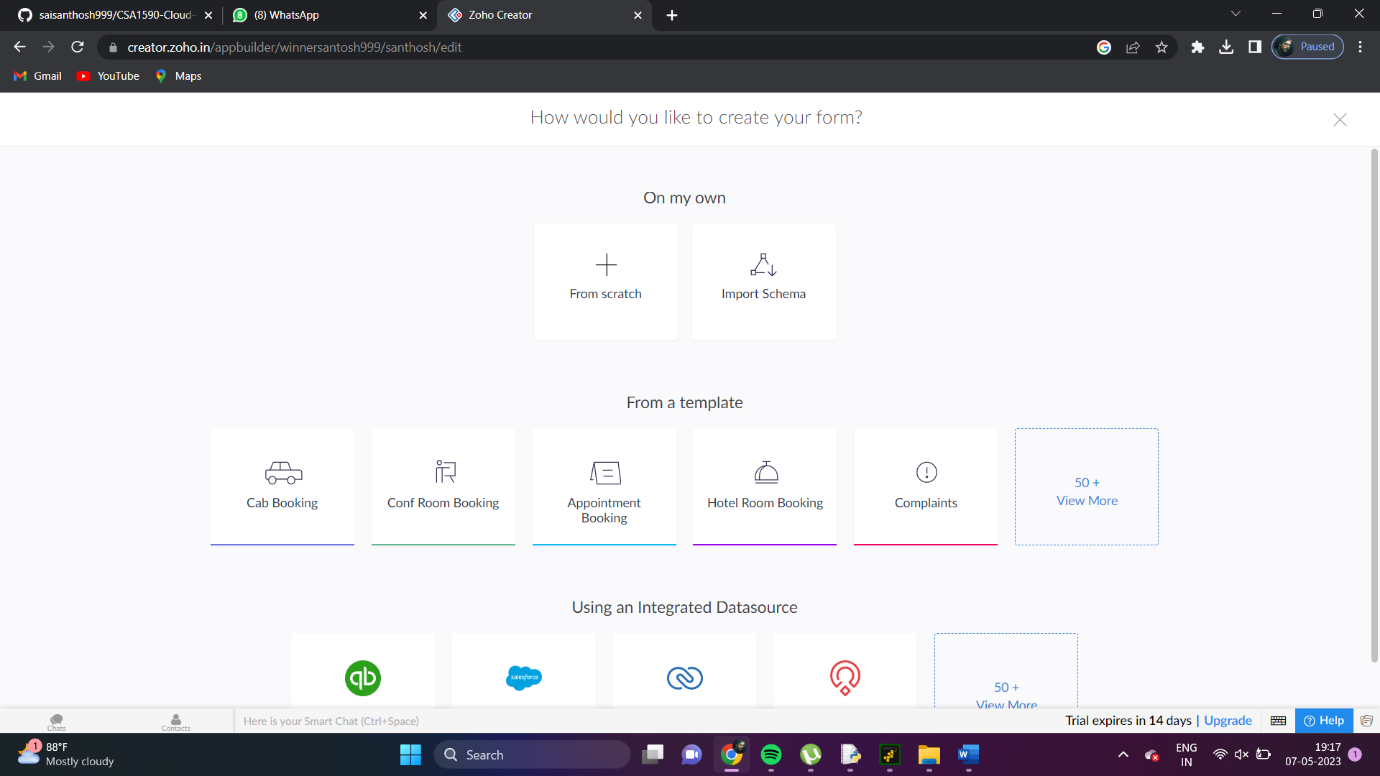 saisanthosh999/CSA1590-Cloud-
(8) WhatsApp
Zoho Creator
creator.zoho.in/appbuilder/winnersantosh999/santhosh/edit
Paused
Gmail
YouTube
Maps
How would you like to create your form?
On my own
From scratch
Import Schema
From a template
Cab Booking
Conf Room Booking
Appointment
Booking
Hotel Room Booking
Complaints
50 +
View More
Using an Integrated Datasource
qb
salesforce
50 +
View More
Chats
Contacts
Here is your Smart Chat (Ctrl+Space)
Trial expires in 14 days | Upgrade
Help
1
88°F
Mostly cloudy
Search
ENG
IN
19:17
07-05-2023
1